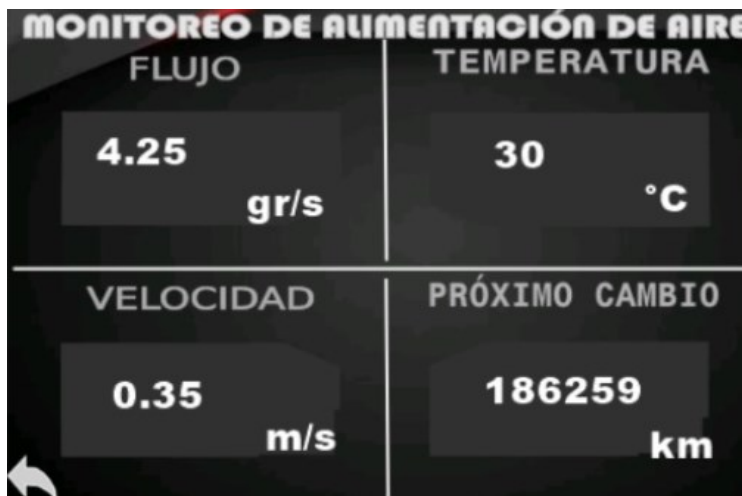 MONITOREO DE ALIMENTACIÓN DE AIRE
FLUJO
4.25
gr/s
TEMPERATURA
30
°C
VELOCIDAD
0.35
m/s
PRÓXIMO CAMBIO
186259
km